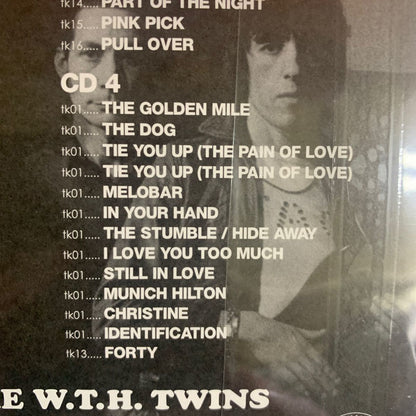 tk14..... PART OF THE NIGHT
tk15..... PINK PICK
tk16..... PULL OVER
CD 4
tk01..... THE GOLDEN MILE
tk01..... THE DOG
tk01..... TIE YOU UP (THE PAIN OF LOVE)
tk01..... TIE YOU UP (THE PAIN OF LOVE)
tk01..... MELOBAR
tk01..... IN YOUR HAND
tk01..... THE STUMBLE / HIDE AWAY
tk01..... I LOVE YOU TOO MUCH
tk01..... STILL IN LOVE
tk01..... MUNICH HILTON
tk01..... CHRISTINE
tk01..... IDENTIFICATION
tk13..... FORTY
E W.T.H. TWINS